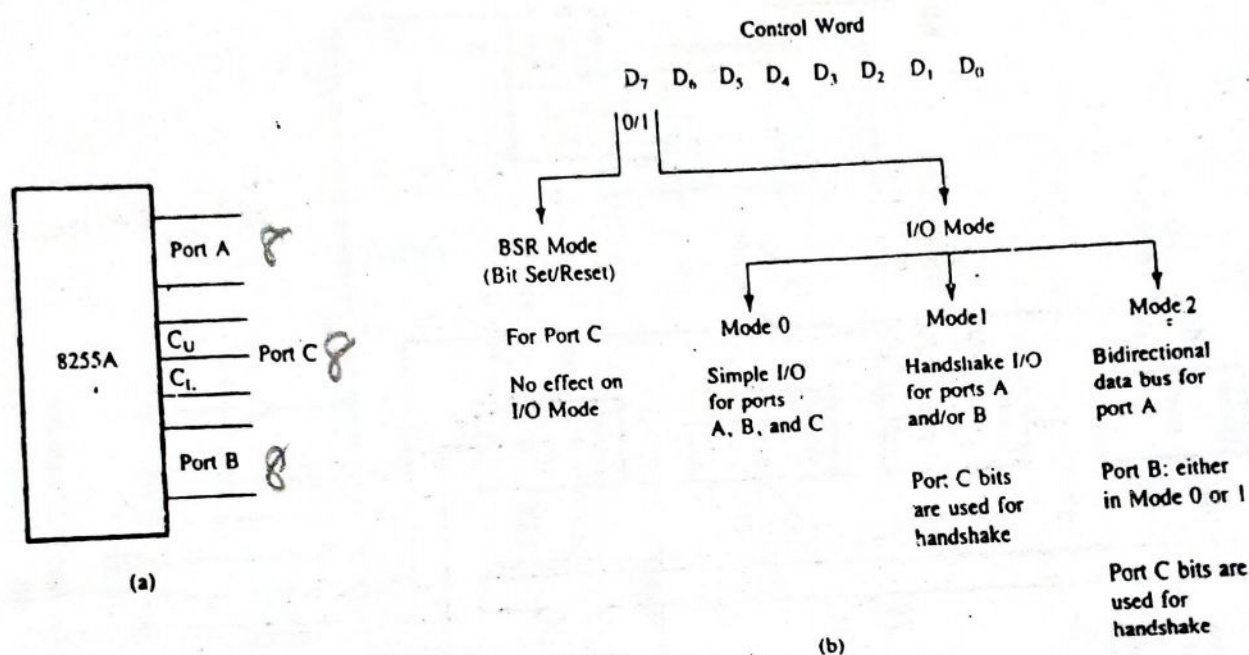 Control Word
D₇ D₆ D₅ D₄ D₃ D₂ D₁ D₀
0/1
8255A
Port A 8
C_U
Port C 8
C_L
Port B 8
(a)
BSR Mode
(Bit Set/Reset)
For Port C
No effect on
I/O Mode
I/O Mode
Mode 0
Simple I/O
for ports
A, B, and C
Mode 1
Handshake I/O
for ports A
and/or B
Port C bits
are used for
handshake
Mode 2
Bidirectional
data bus for
port A
Port B: either
in Mode 0 or 1
Port C bits are
used for
handshake
(b)